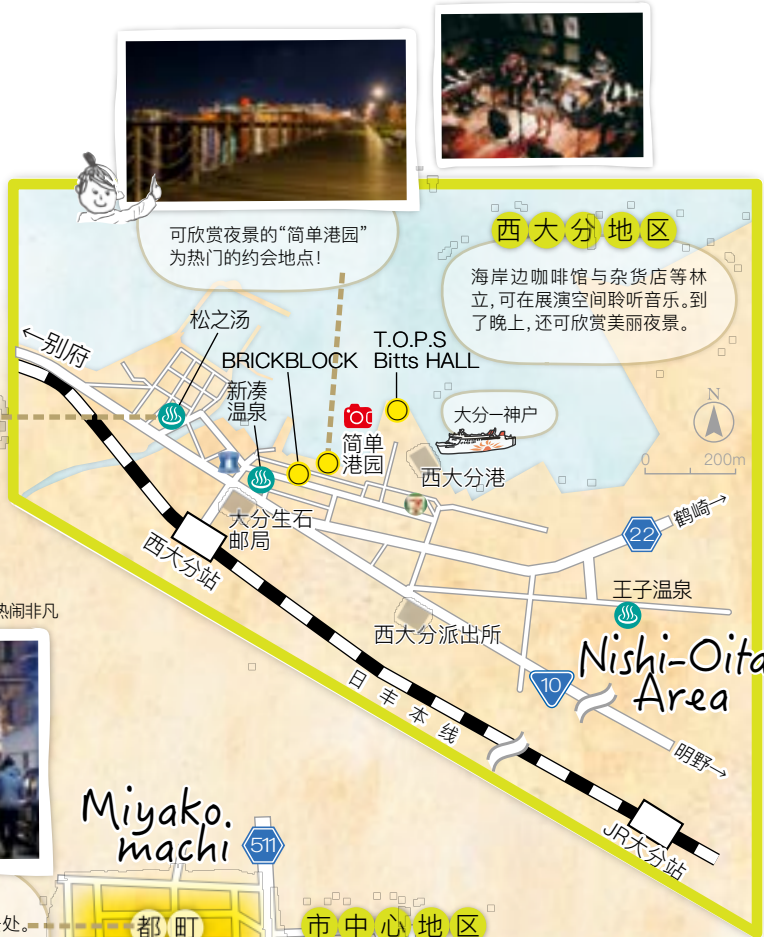 可欣赏夜景的“简单港园”
为热门的约会地点！
西大分地区
海岸边咖啡馆与杂货店等林
立，可在展演空间聆听音乐。到
了晚上，还可欣赏美丽夜景。
←别府
松之汤
BRICKBLOCK
T.O.P.S
Bitts HALL
新凑
温泉
简单
港园
大分—神户
西大分港
N
0 200m
大分生石
邮局
西大分站
22
鹤崎→
王子温泉
西大分派出所
热闹非凡
Nishi-Oita
Area
10
日丰本线
明野→
JR大分站
Miyako.
machi
511
处。
都町
市中心地区